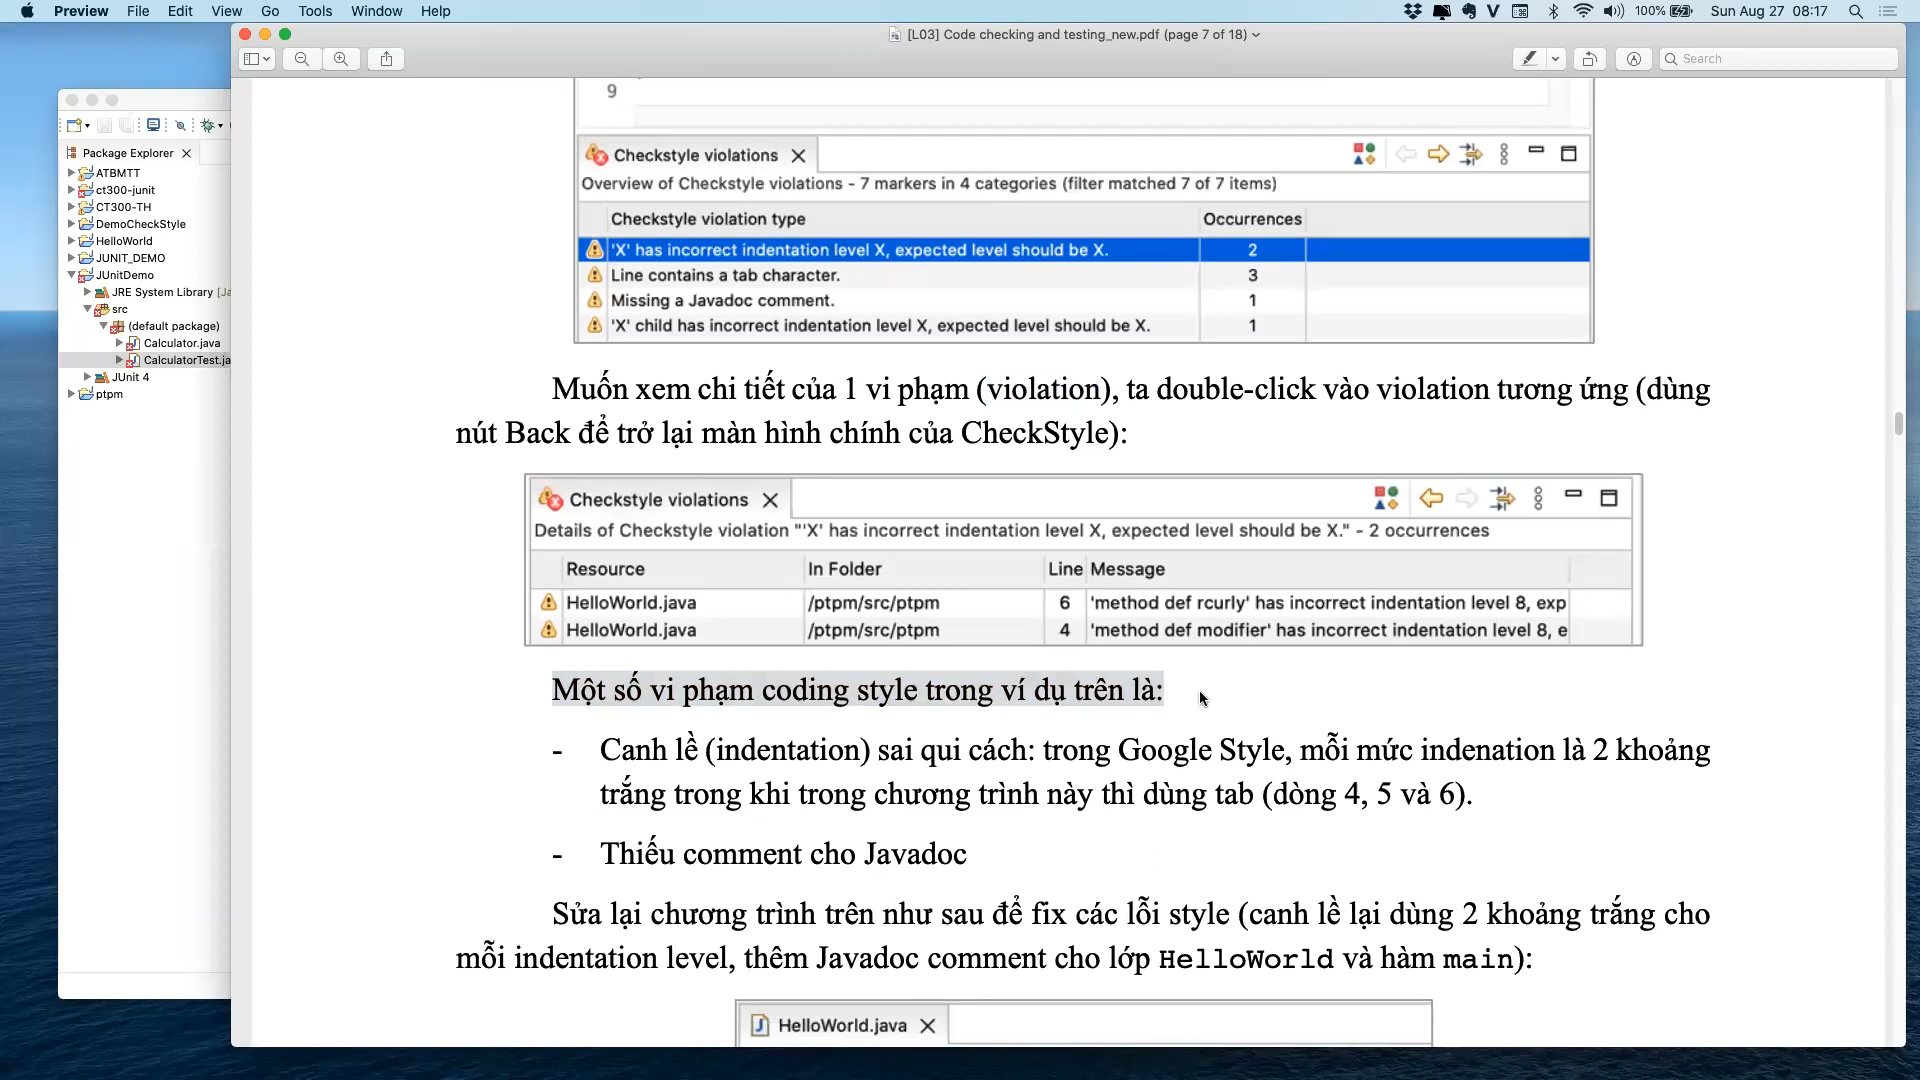 Preview File Edit View Go Tools Window Help 100% Sun Aug 27 08:17
[L03] Code checking and testing_new.pdf (page 7 of 18)
Search
Package Explorer
ATBMTT
ct300-junit
CT300-TH
DemoCheckStyle
HelloWorld
JUNIT_DEMO
JUnitDemo
JRE System Library [Ja
src
(default package)
Calculator.java
CalculatorTest.ja
JUnit 4
ptpm
9
Checkstyle violations
Overview of Checkstyle violations - 7 markers in 4 categories (filter matched 7 of 7 items)
Checkstyle violation type Occurrences
'X' has incorrect indentation level X, expected level should be X. 2
Line contains a tab character. 3
Missing a Javadoc comment. 1
'X' child has incorrect indentation level X, expected level should be X. 1
Muốn xem chi tiết của 1 vi phạm (violation), ta double-click vào violation tương ứng (dùng
nút Back để trở lại màn hình chính của CheckStyle):
Checkstyle violations
Details of Checkstyle violation "'X' has incorrect indentation level X, expected level should be X." - 2 occurrences
Resource In Folder Line Message
HelloWorld.java /ptpm/src/ptpm 6 'method def rcurly' has incorrect indentation level 8, exp
HelloWorld.java /ptpm/src/ptpm 4 'method def modifier' has incorrect indentation level 8, e
Một số vi phạm coding style trong ví dụ trên là:
- Canh lề (indentation) sai qui cách: trong Google Style, mỗi mức indenation là 2 khoảng
trắng trong khi trong chương trình này thì dùng tab (dòng 4, 5 và 6).
- Thiếu comment cho Javadoc
Sửa lại chương trình trên như sau để fix các lỗi style (canh lề lại dùng 2 khoảng trắng cho
mỗi indentation level, thêm Javadoc comment cho lớp HelloWorld và hàm main):
HelloWorld.java